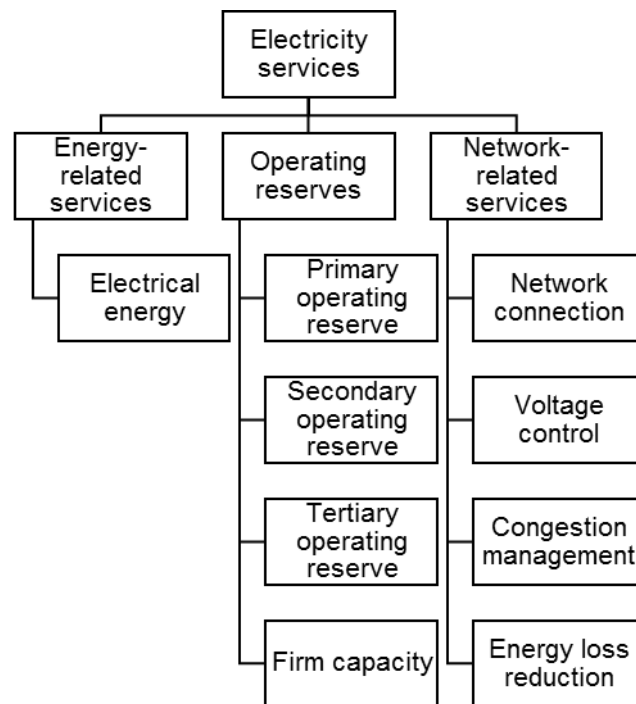 Electricity
services
Energy-
related
services
Operating
reserves
Network-
related
services
Electrical
energy
Primary
operating
reserve
Network
connection
Secondary
operating
reserve
Voltage
control
Tertiary
operating
reserve
Congestion
management
Firm capacity
Energy loss
reduction